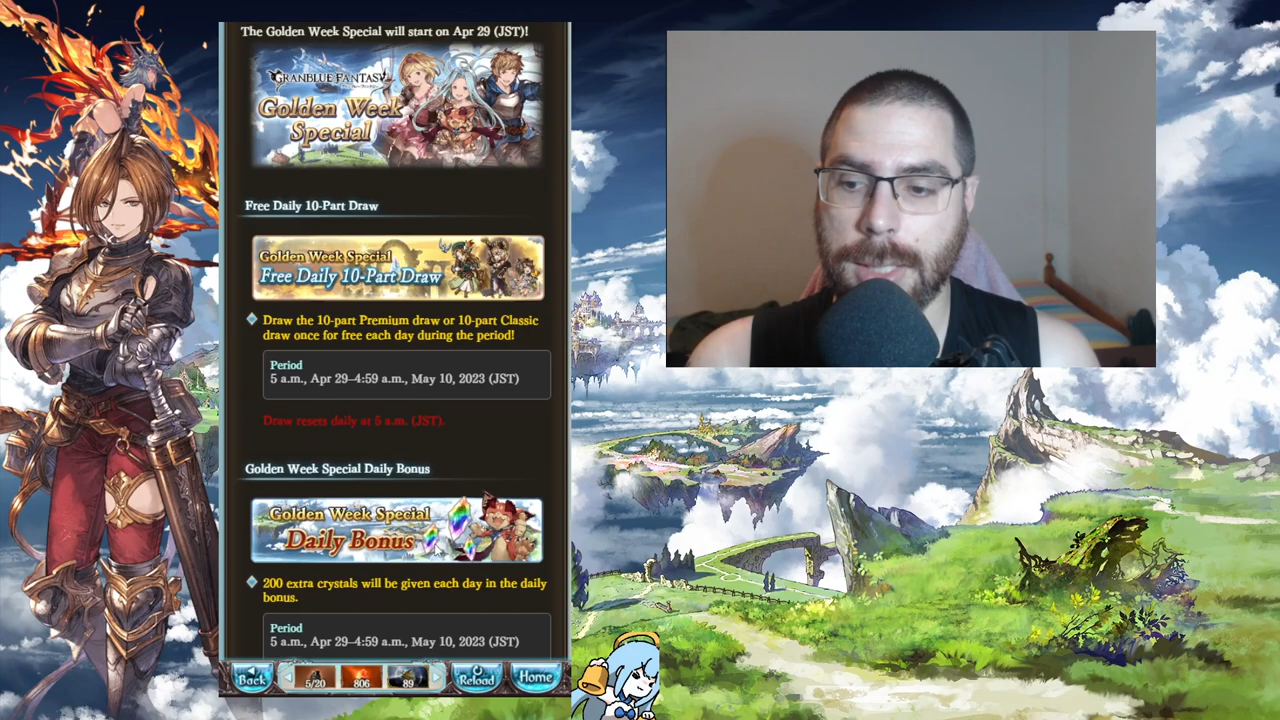 The Golden Week Special will start on Apr 29 (JST)!
GRANBLUE FANTASY
Golden Week
Special
Free Daily 10-Part Draw
Golden Week Special
Free Daily 10-Part Draw
Draw the 10-part Premium draw or 10-part Classic
draw once for free each day during the period!
Period
5 a.m., Apr 29–4:59 a.m., May 10, 2023 (JST)
Draw resets daily at 5 a.m. (JST).
Golden Week Special Daily Bonus
Golden Week Special
Daily Bonus
200 extra crystals will be given each day in the daily
bonus.
Period
5 a.m., Apr 29–4:59 a.m., May 10, 2023 (JST)
Back
5/20
806
89
Reload
Home